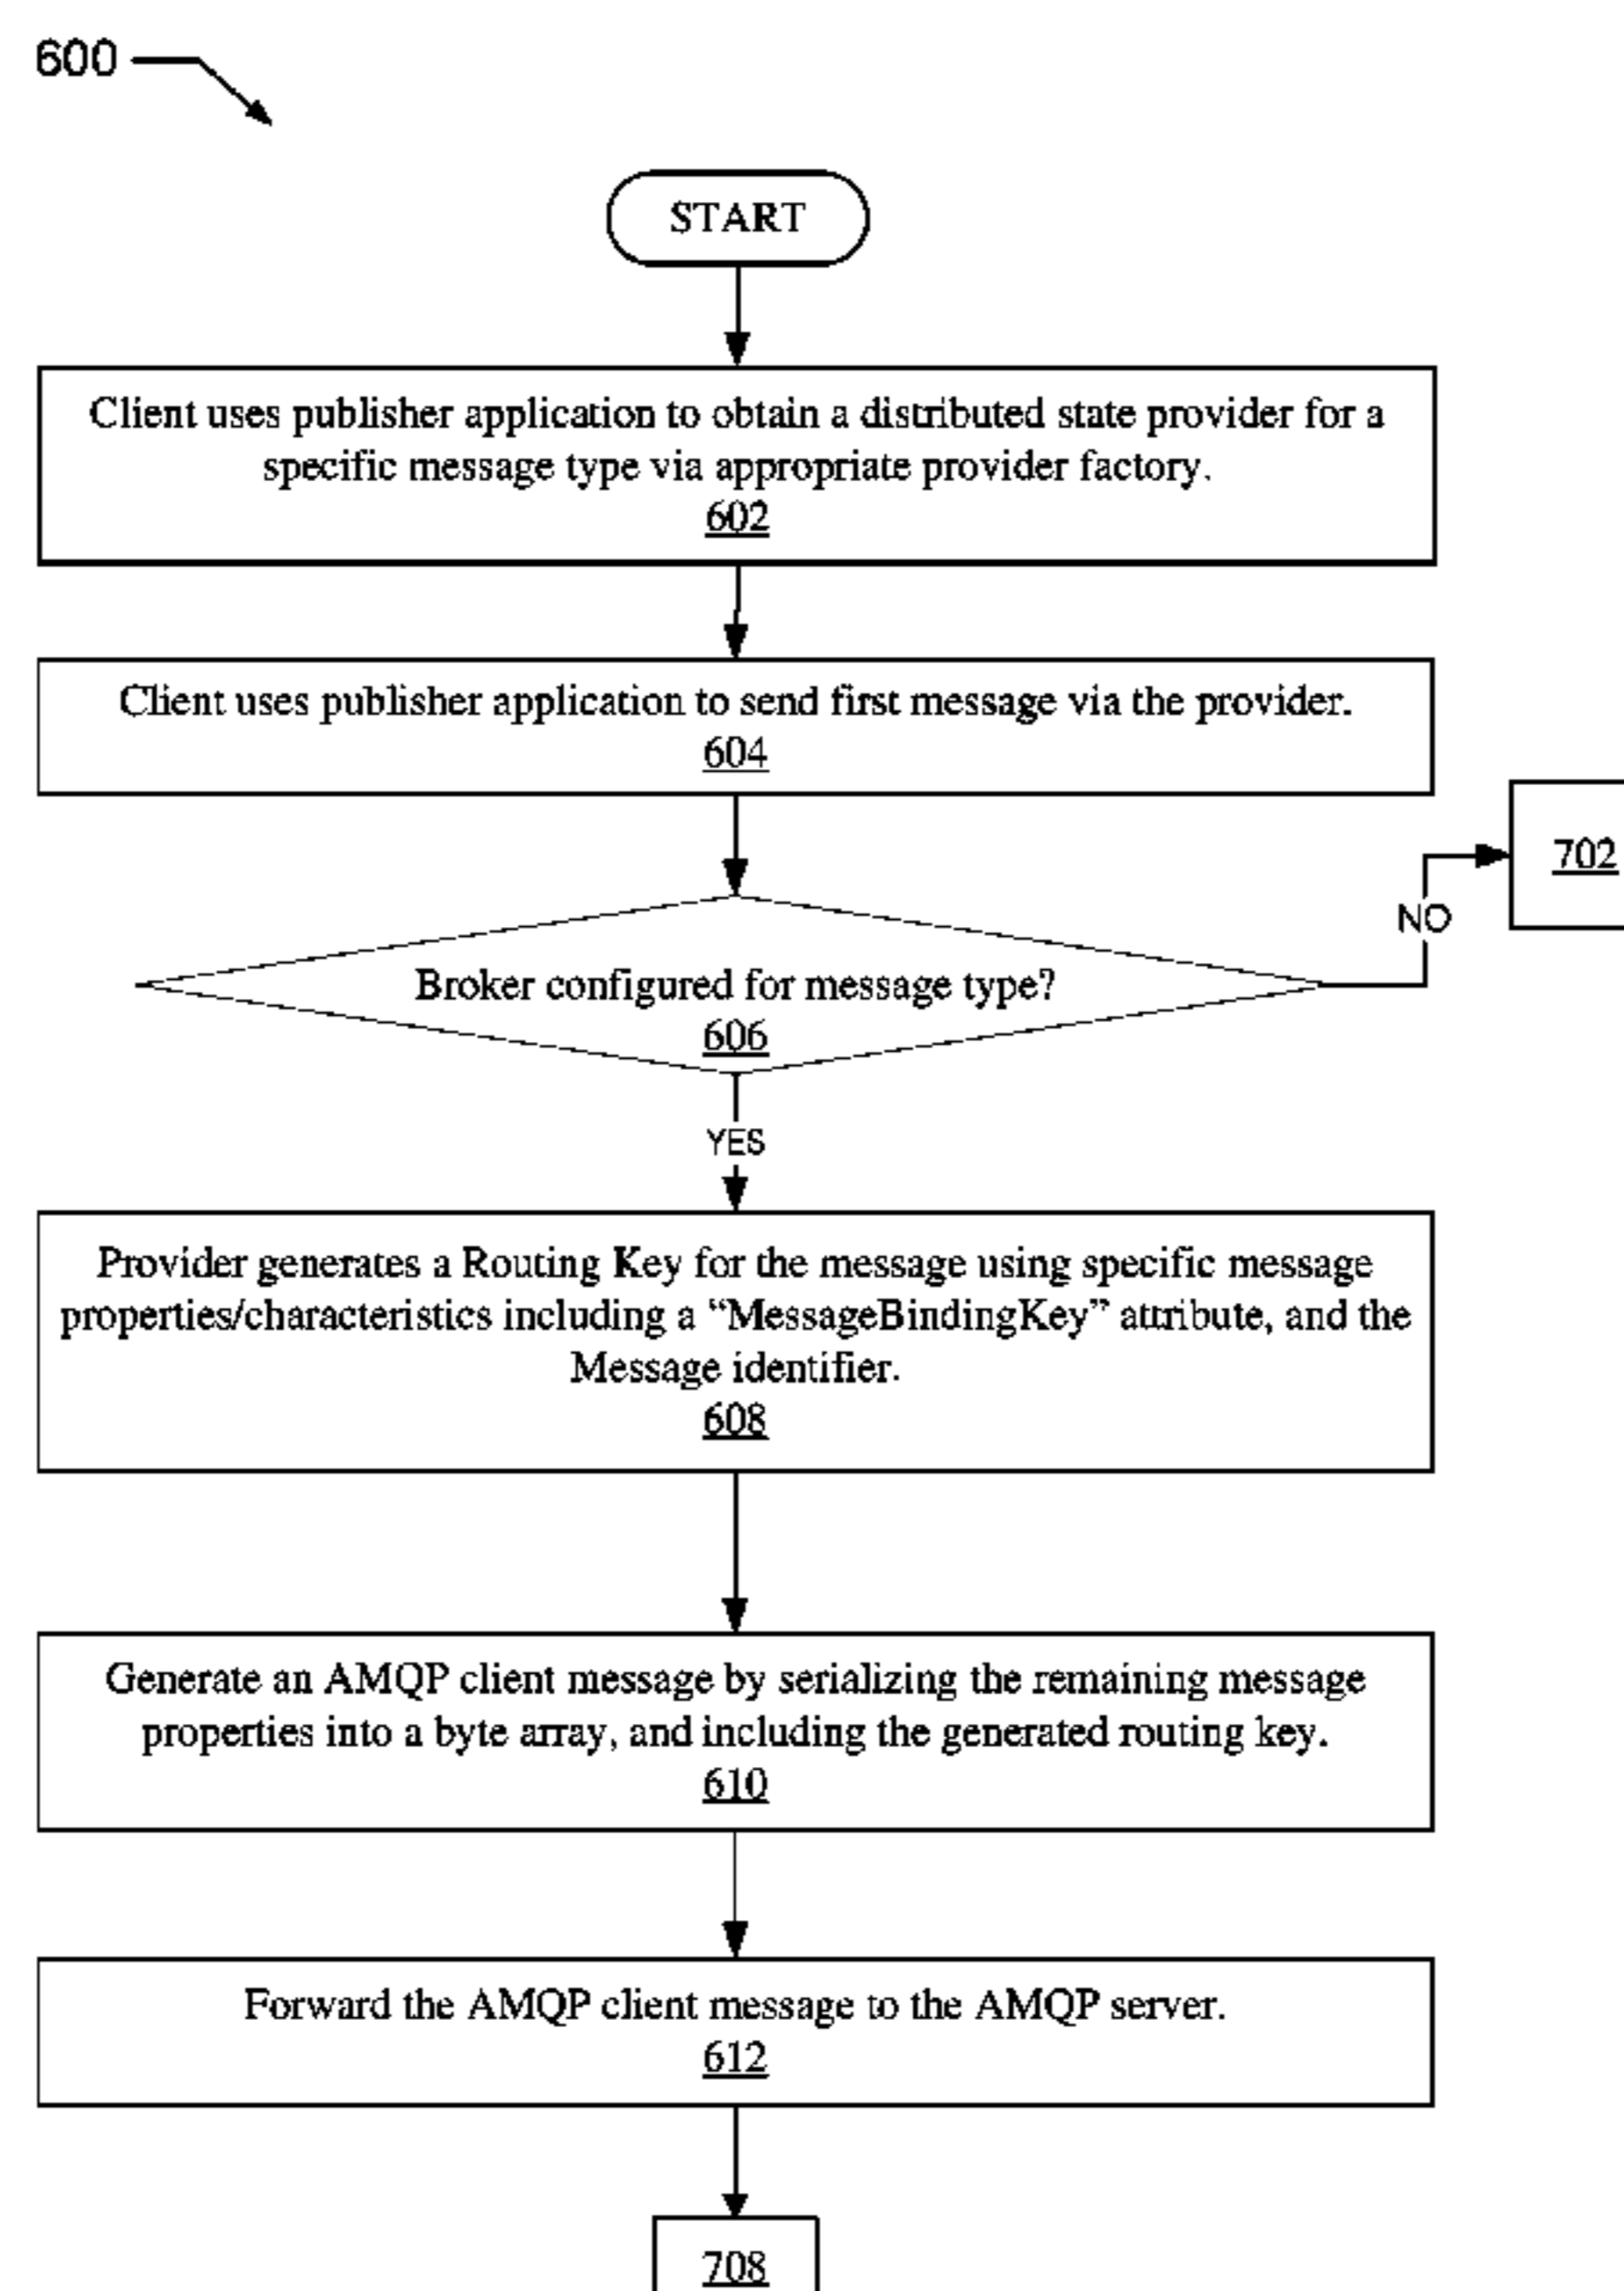 600
START
Client uses publisher application to obtain a distributed state provider for a
specific message type via appropriate provider factory.
602
Client uses publisher application to send first message via the provider.
604
702
NO
Broker configured for message type?
606
YES
Provider generates a Routing Key for the message using specific message
properties/characteristics including a “MessageBindingKey” attribute, and the
Message identifier.
608
Generate an AMQP client message by serializing the remaining message
properties into a byte array, and including the generated routing key.
610
Forward the AMQP client message to the AMQP server.
612
708